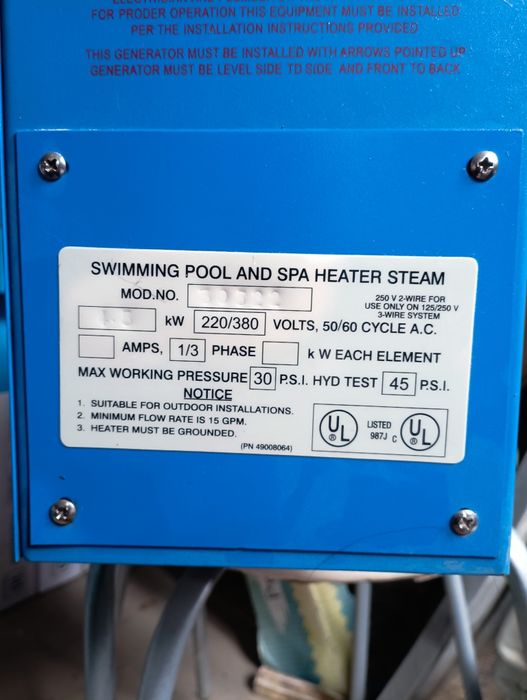 FOR PRODER OPERATION THIS EQUIPMENT MUST BE INSTALLED
PER THE INSTALLATION INSTRUCTIONS PROVIDED
THIS GENERATOR MUST BE INSTALLED WITH ARROWS POINTED UP
GENERATOR MUST BE LEVEL SIDE TD SIDE AND FRONT TO BACK
SWIMMING POOL AND SPA HEATER STEAM
MOD.NO.
250 V 2-WIRE FOR
USE ONLY ON 125/250 V
3-WIRE SYSTEM
kW 220/380 VOLTS, 50/60 CYCLE A.C.
AMPS, 1/3 PHASE k W EACH ELEMENT
MAX WORKING PRESSURE 30 P.S.I. HYD TEST 45 P.S.I.
NOTICE
1. SUITABLE FOR OUTDOOR INSTALLATIONS.
2. MINIMUM FLOW RATE IS 15 GPM.
3. HEATER MUST BE GROUNDED.
(PN 49008064)
UL ® LISTED 987J C UL ®